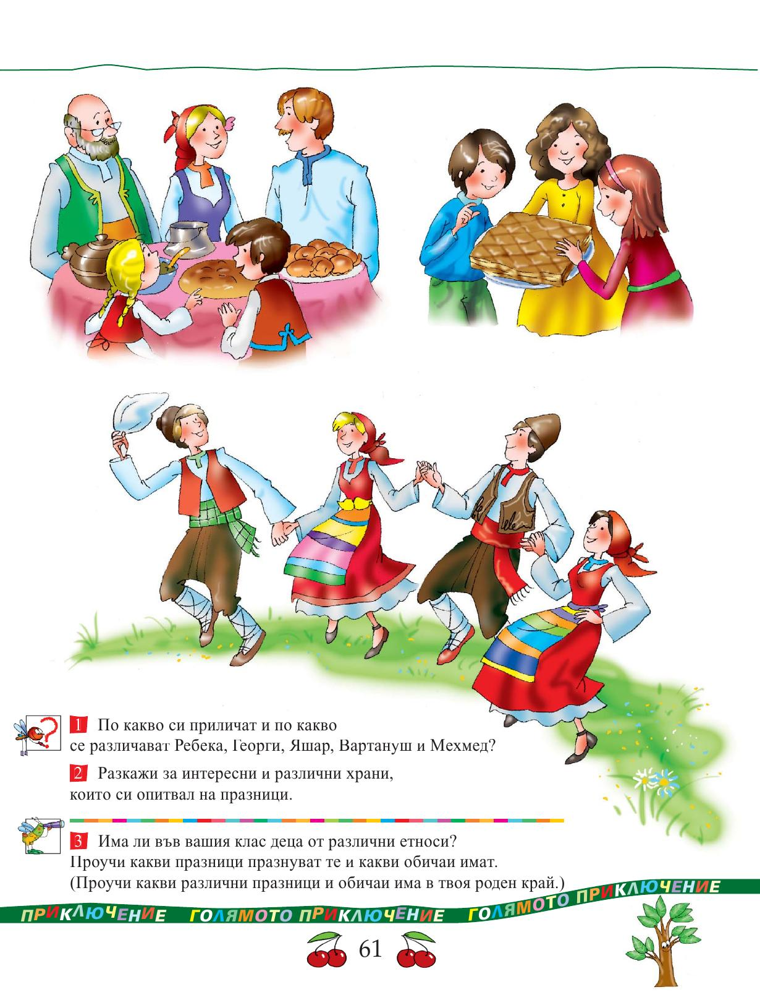 1 По какво си приличат и по какво
се различават Ребека, Георги, Яшар, Вартануш и Мехмед?
2 Разкажи за интересни и различни храни,
които си опитвал на празници.
3 Има ли във вашия клас деца от различни етноси?
Проучи какви празници празнуват те и какви обичаи имат.
(Проучи какви различни празници и обичаи има в твоя роден край.)
ПРИКЛЮЧЕНИЕ ГОЛЯМОТО ПРИКЛЮЧЕНИЕ ГОЛЯМОТО ПРИКЛЮЧЕНИЕ
61